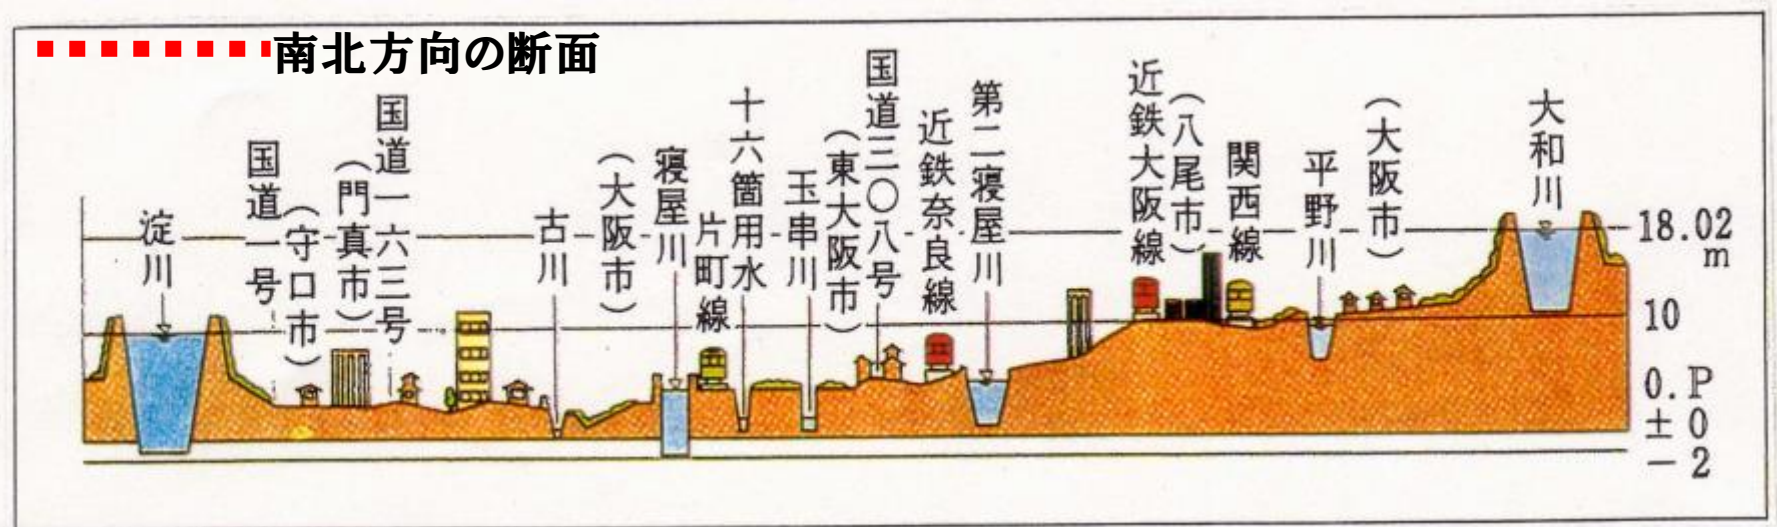 南北方向の断面
淀川
国道一号
(守口市)
(門真市)
国道一六三号
古川
(大阪市)
寝屋川
片町線
十六箇用水
玉串川
(東大阪市)
国道三〇八号
近鉄奈良線
第二寝屋川
近鉄大阪線
(八尾市)
関西線
平野川
(大阪市)
大和川
18.02
m
10
O.P
±0
−2